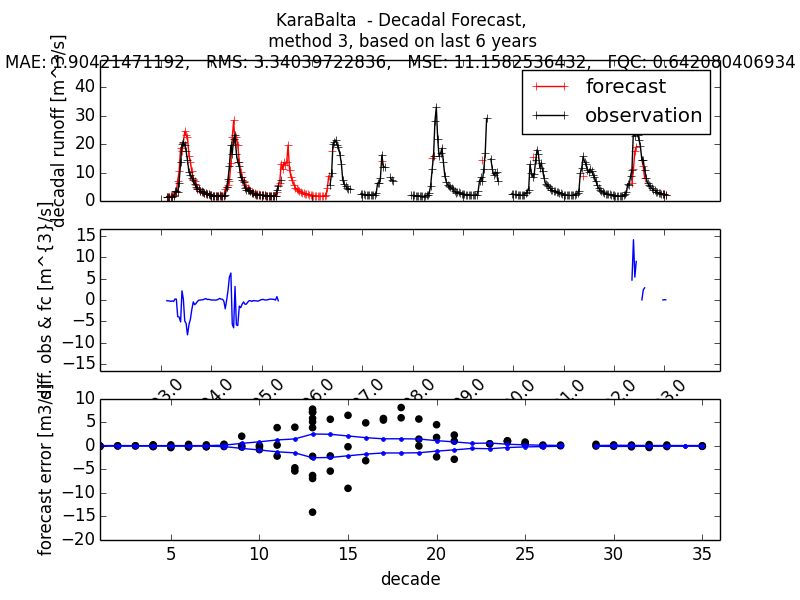 KaraBalta - Decadal Forecast,
method 3, based on last 6 years
RMS: 3.34039722836, MSE: 11.1582536432, FQC: 0.642080406934
MAE:
decadal runoff [m^3/s]
40
30
20
10
0
forecast
observation
diff. obs & fc [m^{3}/s]
15
10
5
0
−5
−10
−15
forecast error [m3/s]
10
5
0
−5
−10
−15
−20
5
10
15
20
25
30
35
decade